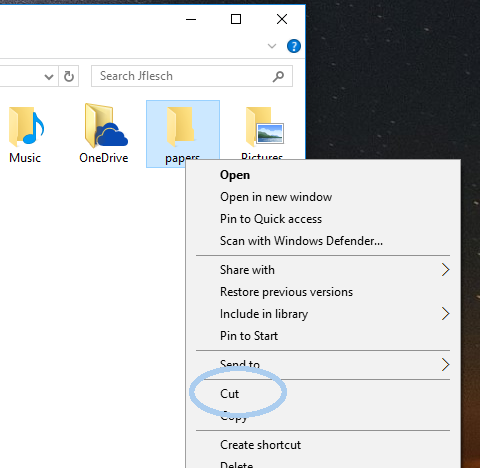 Search Jflesch
Music
OneDrive
papers
Pictures
Open
Open in new window
Pin to Quick access
Scan with Windows Defender...
Share with
Restore previous versions
Include in library
Pin to Start
Send to
Cut
Copy
Create shortcut
Delete